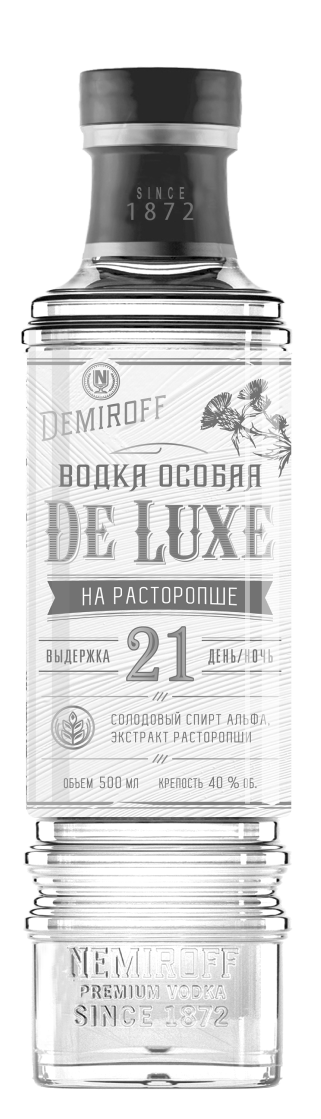 SINCE
1872
N
DEMIROFF
ВОДКА ОСОБАЯ
DE LUXE
НА РАСТОРОПШЕ
ВЫДЕРЖКА 21 ДЕНЬ/НОЧЬ
СОЛОДОВЫЙ СПИРТ АЛЬФА,
ЭКСТРАКТ РАСТОРОПШИ
ОБЪЕМ 500 МЛ КРЕПОСТЬ 40 % ОБ.
NEMIROFF
PREMIUM VODKA
SINCE 1872